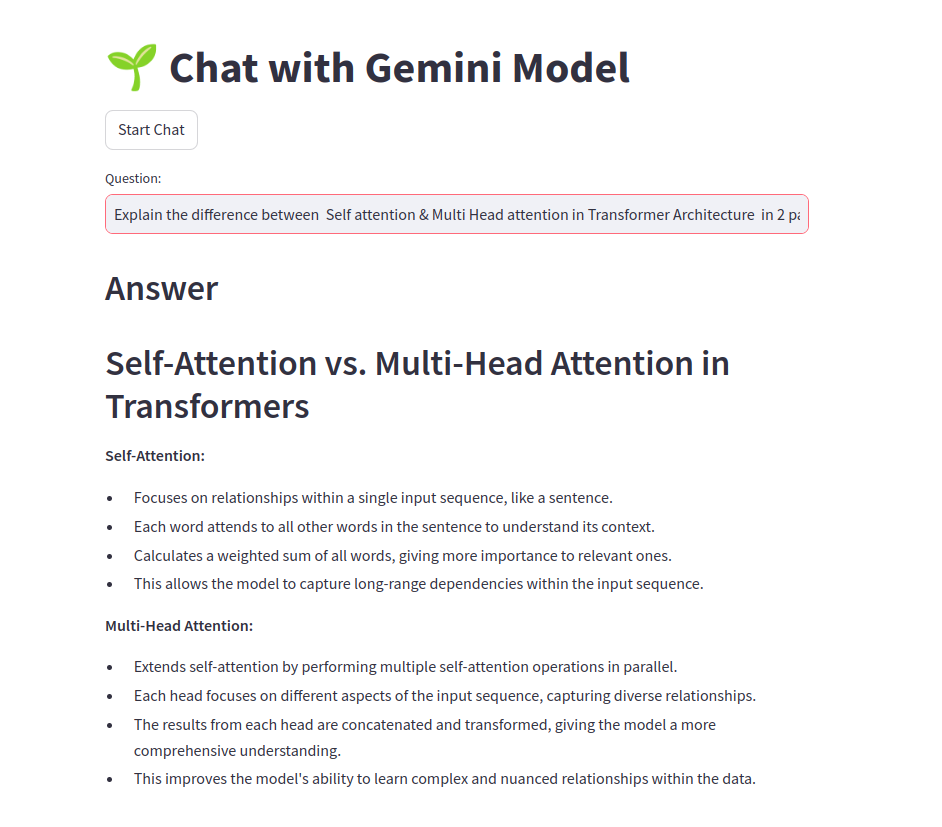 Chat with Gemini Model
Start Chat
Question:
Explain the difference between  Self attention & Multi Head attention in Transformer Architecture  in 2 pa
Answer
Self-Attention vs. Multi-Head Attention in
Transformers
Self-Attention:
• Focuses on relationships within a single input sequence, like a sentence.
• Each word attends to all other words in the sentence to understand its context.
• Calculates a weighted sum of all words, giving more importance to relevant ones.
• This allows the model to capture long-range dependencies within the input sequence.
Multi-Head Attention:
• Extends self-attention by performing multiple self-attention operations in parallel.
• Each head focuses on different aspects of the input sequence, capturing diverse relationships.
• The results from each head are concatenated and transformed, giving the model a more
comprehensive understanding.
• This improves the model's ability to learn complex and nuanced relationships within the data.